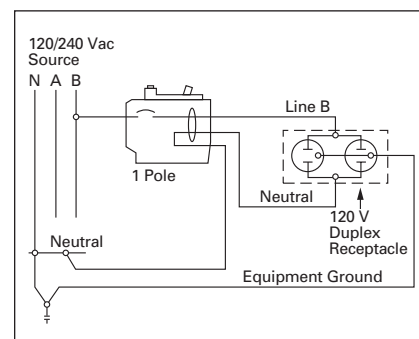 120/240 Vac
Source
N A B
Line B
1 Pole
Neutral
120 V
Duplex
Receptacle
Neutral
Equipment Ground